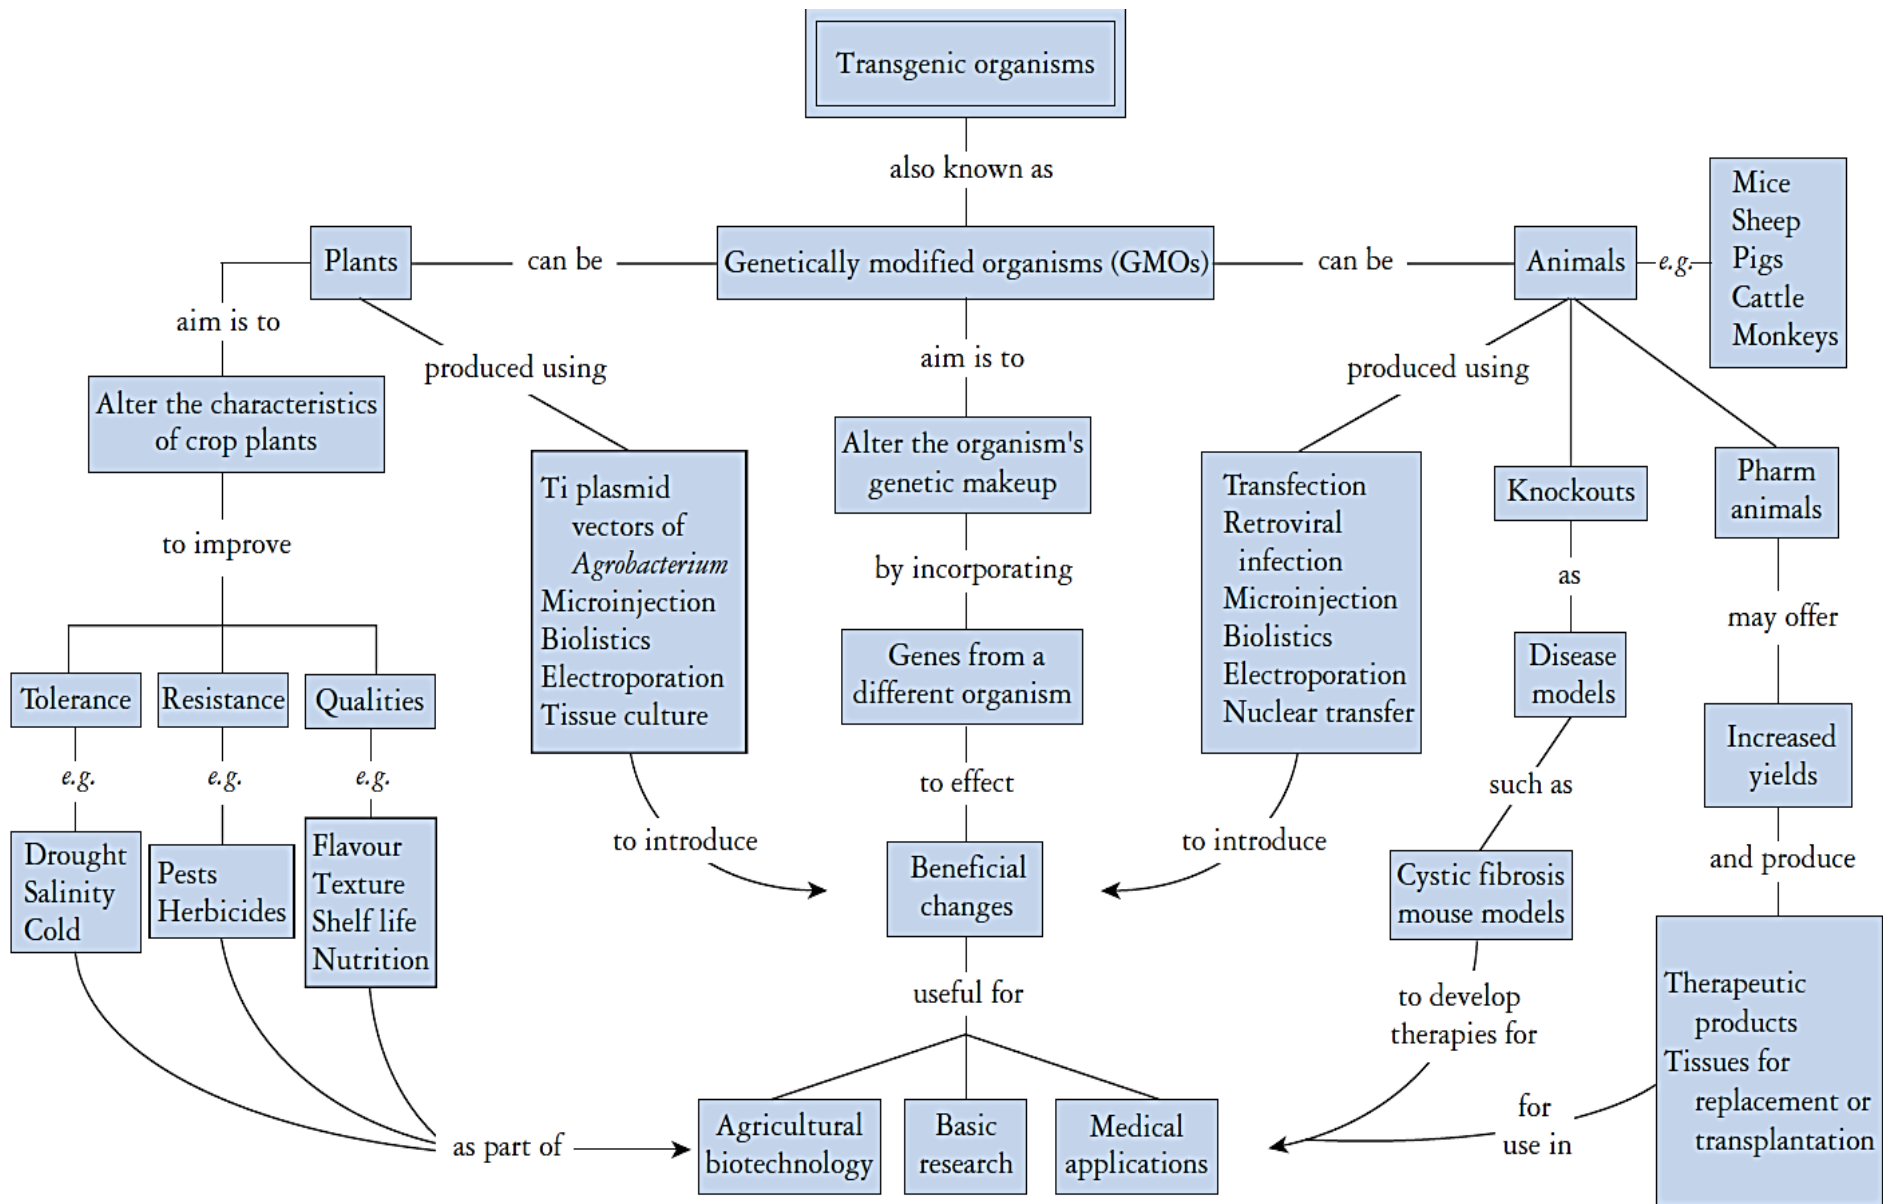 Transgenic organisms
also known as
Genetically modified organisms (GMOs)
can be
Plants
can be
Animals
e.g.
Mice
Sheep
Pigs
Cattle
Monkeys
aim is to
Alter the characteristics
of crop plants
to improve
Tolerance
Resistance
Qualities
e.g.
e.g.
e.g.
Drought
Salinity
Cold
Pests
Herbicides
Flavour
Texture
Shelf life
Nutrition
as part of
produced using
Ti plasmid
vectors of
Agrobacterium
Microinjection
Biolistics
Electroporation
Tissue culture
to introduce
aim is to
Alter the organism's
genetic makeup
by incorporating
Genes from a
different organism
to effect
Beneficial
changes
useful for
Agricultural
biotechnology
Basic
research
Medical
applications
produced using
Transfection
Retroviral
infection
Microinjection
Biolistics
Electroporation
Nuclear transfer
to introduce
Knockouts
as
Disease
models
such as
Cystic fibrosis
mouse models
to develop
therapies for
Pharm
animals
may offer
Increased
yields
and produce
Therapeutic
products
Tissues for
replacement or
transplantation
for
use in